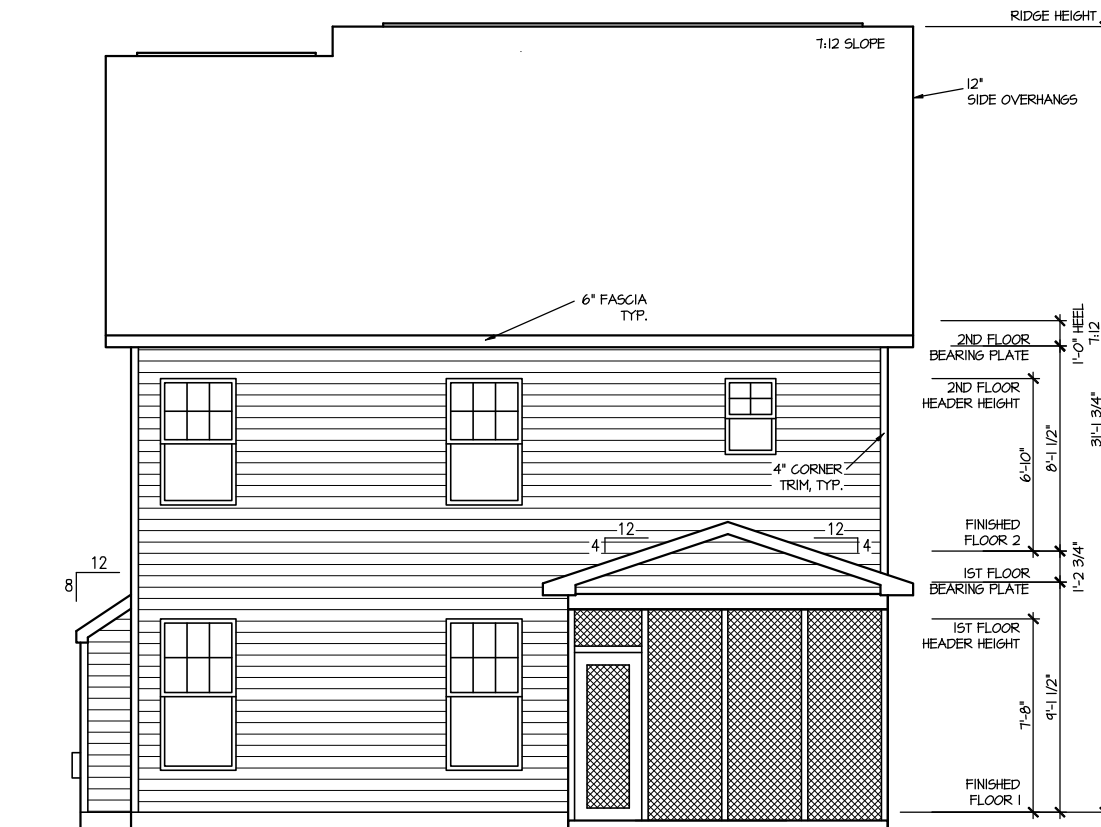 RIDGE HEIGHT
7:12 SLOPE
12"
SIDE OVERHANGS
6" FASCIA
TYP.
1'-0" HEEL
7:12
2ND FLOOR
BEARING PLATE
2ND FLOOR
HEADER HEIGHT
31'-1 3/4"
8'-1 1/2"
6'-10"
4" CORNER
TRIM, TYP.
12
4
12
4
FINISHED
FLOOR 2
1'-2 3/4"
12
8
1ST FLOOR
BEARING PLATE
1ST FLOOR
HEADER HEIGHT
9'-1 1/2"
7'-8"
FINISHED
FLOOR 1